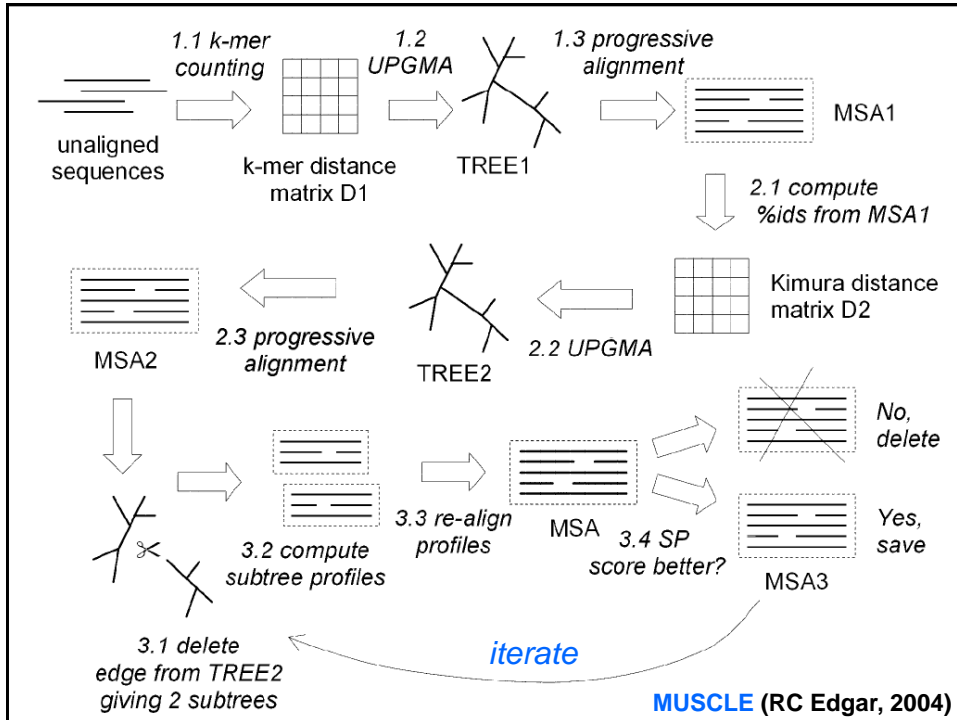 1.1 k-mer
counting
1.2
UPGMA
1.3 progressive
alignment
unaligned
sequences
k-mer distance
matrix D1
TREE1
MSA1
2.1 compute
%ids from MSA1
Kimura distance
matrix D2
2.2 UPGMA
TREE2
2.3 progressive
alignment
MSA2
3.1 delete
edge from TREE2
giving 2 subtrees
3.2 compute
subtree profiles
3.3 re-align
profiles
MSA
3.4 SP
score better?
No,
delete
Yes,
save
MSA3
iterate
MUSCLE (RC Edgar, 2004)